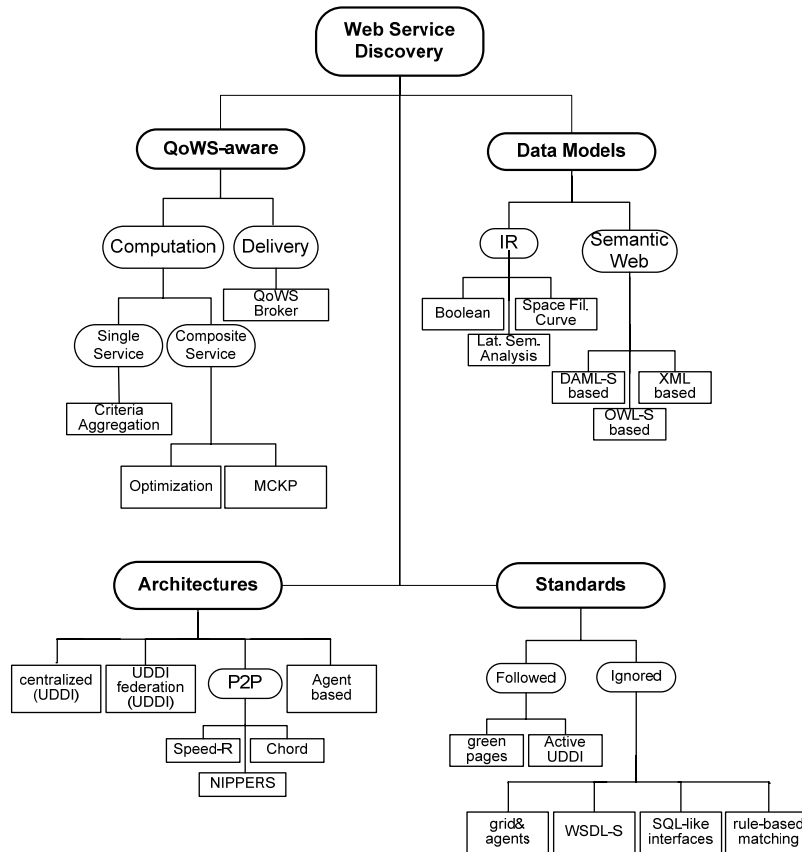 Web Service
Discovery
QoWS-aware
Data Models
Computation
Delivery
IR
Semantic
Web
QoWS
Broker
Boolean
Space Fil.
Curve
Lat. Sem.
Analysis
Single
Service
Composite
Service
DAML-S
based
XML
based
OWL-S
based
Criteria
Aggregation
Optimization
MCKP
Architectures
Standards
centralized
(UDDI)
UDDI
federation
(UDDI)
P2P
Agent
based
Followed
Ignored
Speed-R
Chord
NIPPERS
green
pages
Active
UDDI
grid&
agents
WSDL-S
SQL-like
interfaces
rule-based
matching